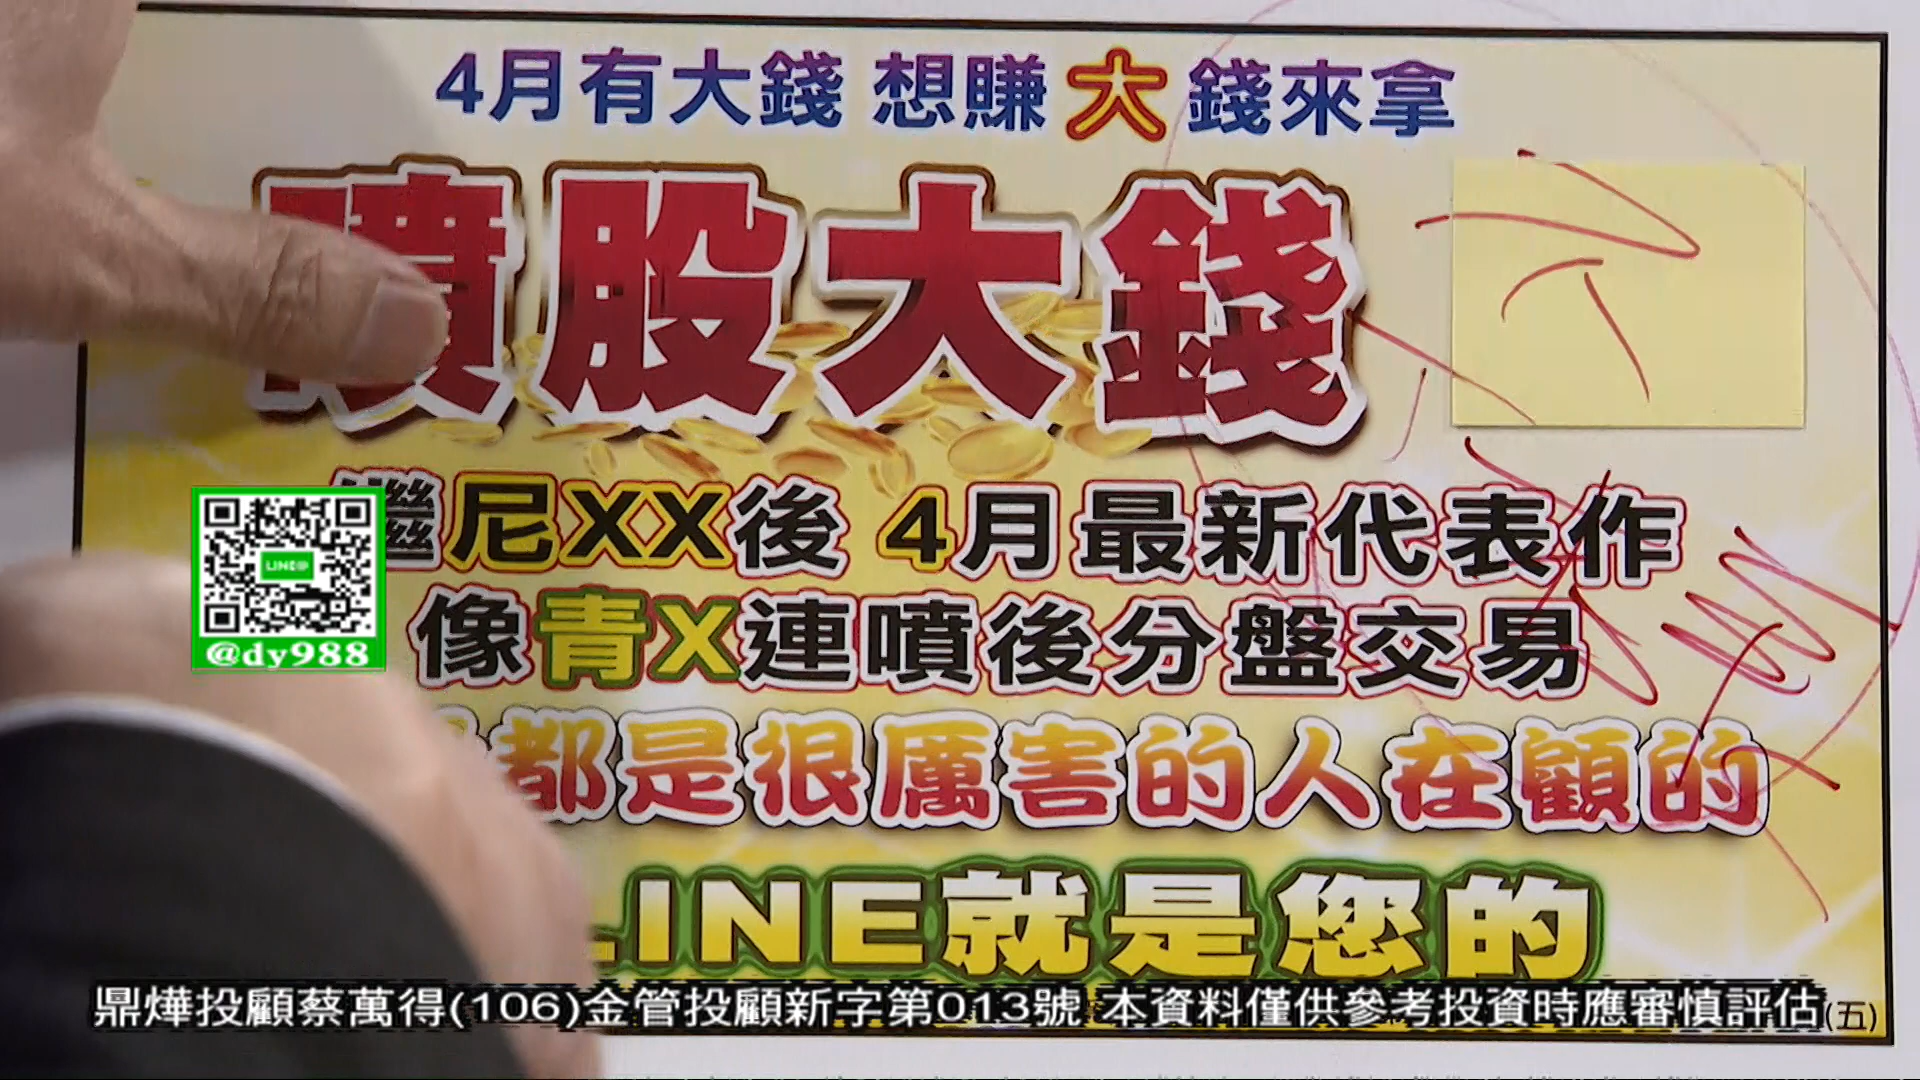 4月有大錢 想賺大錢來拿
噴股大錢
繼尼XX後 4月最新代表作
像青X連噴後分盤交易
都是很厲害的人在顧的
LINE就是您的
LINE@
@dy988
鼎燁投顧蔡萬得(106)金管投顧新字第013號 本資料僅供參考投資時應審慎評估
(五)